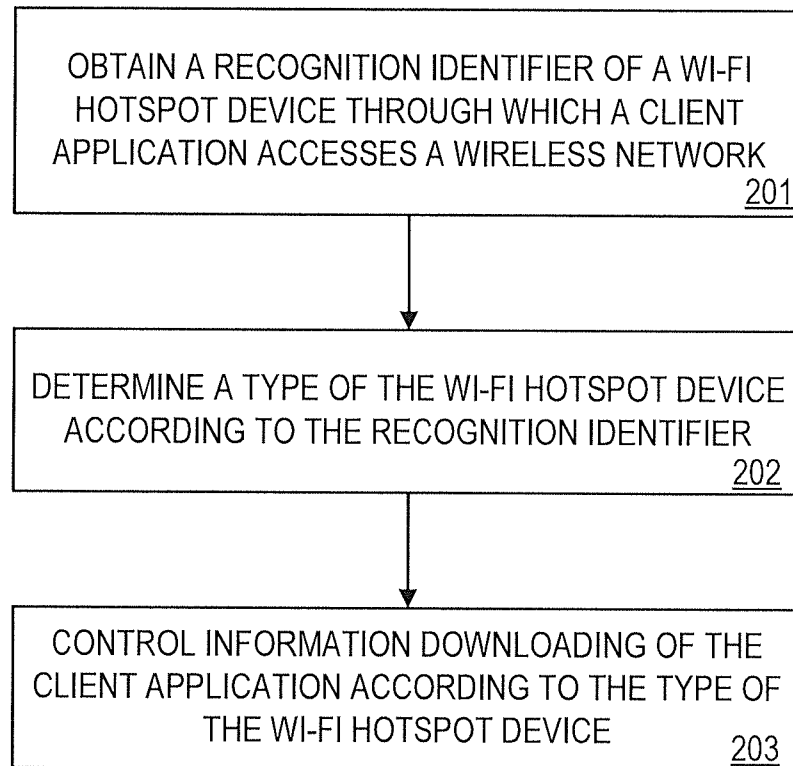 OBTAIN A RECOGNITION IDENTIFIER OF A WI-FI
HOTSPOT DEVICE THROUGH WHICH A CLIENT
APPLICATION ACCESSES A WIRELESS NETWORK
201
DETERMINE A TYPE OF THE WI-FI HOTSPOT DEVICE
ACCORDING TO THE RECOGNITION IDENTIFIER
202
CONTROL INFORMATION DOWNLOADING OF THE
CLIENT APPLICATION ACCORDING TO THE TYPE OF
THE WI-FI HOTSPOT DEVICE
203